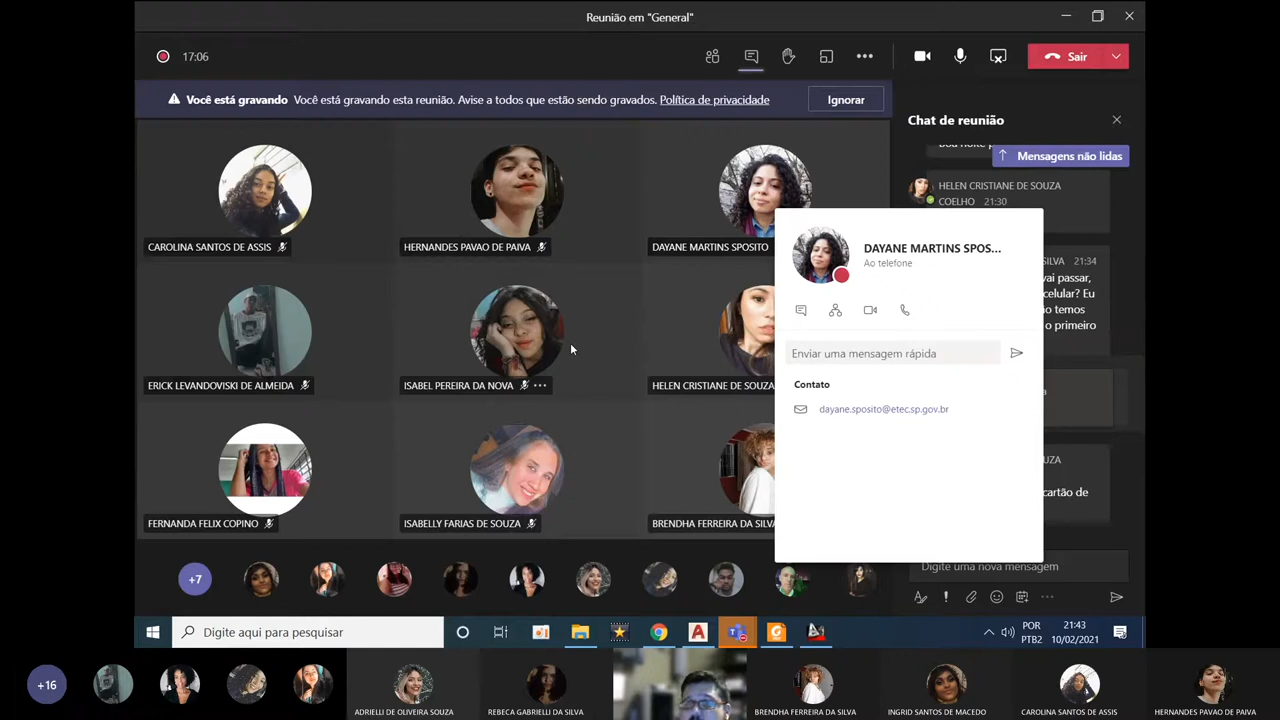 Reunião em "General"
17:06
Sair
Você está gravando Você está gravando esta reunião. Avise a todos que estão sendo gravados. Política de privacidade
Ignorar
Chat de reunião
Mensagens não lidas
HELEN CRISTIANE DE SOUZA
COELHO 21:30
CAROLINA SANTOS DE ASSIS
HERNANDES PAVAO DE PAIVA
DAYANE MARTINS SPOSITO
DAYANE MARTINS SPOS...
Ao telefone
SILVA 21:34
vai passar,
celular? Eu
temos
o primeiro
Enviar uma mensagem rápida
Contato
dayane.sposito@etec.sp.gov.br
ERICK LEVANDOVISKI DE ALMEIDA
ISABEL PEREIRA DA NOVA
HELEN CRISTIANE DE SOUZA
cartão de
FERNANDA FELIX COPINO
ISABELLY FARIAS DE SOUZA
BRENDHA FERREIRA DA SILVA
+7
Digite uma nova mensagem
Digite aqui para pesquisar
POR
PTB2
21:43
10/02/2021
+16
ADRIELLI DE OLIVEIRA SOUZA
REBECA GABRIELLI DA SILVA
BRENDHA FERREIRA DA SILVA
INGRID SANTOS DE MACEDO
CAROLINA SANTOS DE ASSIS
HERNANDES PAVAO DE PAIVA